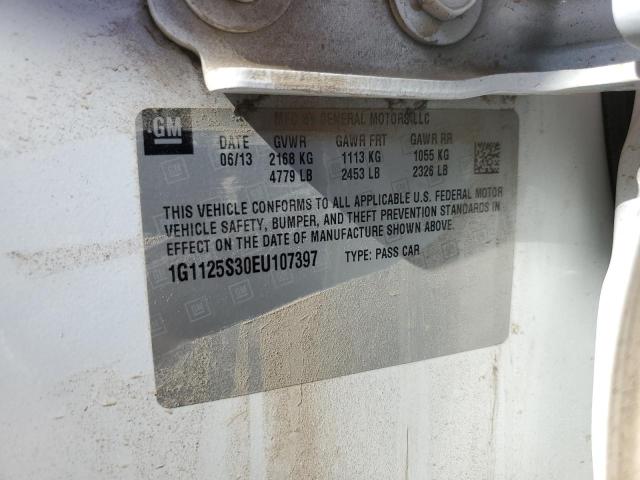 GM
MFD BY GENERAL MOTORS LLC
DATE GVWR GAWR FRT GAWR RR
06/13 2168 KG 1113 KG 1055 KG
4779 LB 2453 LB 2326 LB
THIS VEHICLE CONFORMS TO ALL APPLICABLE U.S. FEDERAL MOTOR
VEHICLE SAFETY, BUMPER, AND THEFT PREVENTION STANDARDS IN
EFFECT ON THE DATE OF MANUFACTURE SHOWN ABOVE.
1G1125S30EU107397 TYPE: PASS CAR